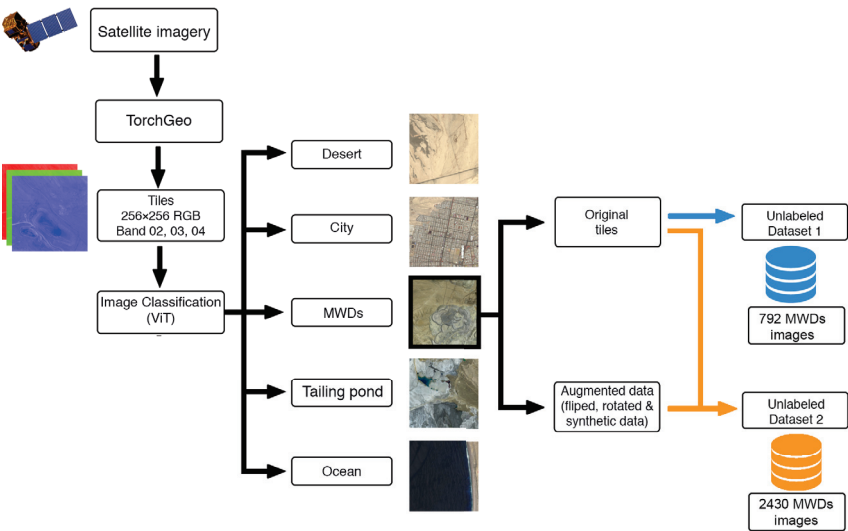 Satellite imagery
TorchGeo
Tiles
256×256 RGB
Band 02, 03, 04
Image Classification
(ViT)
Desert
City
MWDs
Tailing pond
Ocean
Original
tiles
Augmented data
(fliped, rotated &
synthetic data)
Unlabeled
Dataset 1
792 MWDs
images
Unlabeled
Dataset 2
2430 MWDs
images